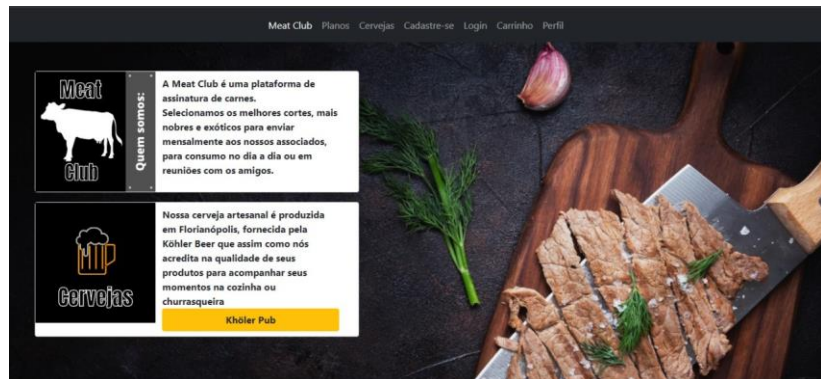 Meat Club Planos Cervejas Cadastre-se Login Carrinho Perfil
Meat
Club
Quem somos:
A Meat Club é uma plataforma de
assinatura de carnes.
Selecionamos os melhores cortes, mais
nobres e exóticos para enviar
mensalmente aos nossos associados,
para consumo no dia a dia ou em
reuniões com os amigos.
Cervejas
Nossa cerveja artesanal é produzida
em Florianópolis, fornecida pela
Köhler Beer que assim como nós
acredita na qualidade de seus
produtos para acompanhar seus
momentos na cozinha ou
churrasqueira
Khöler Pub